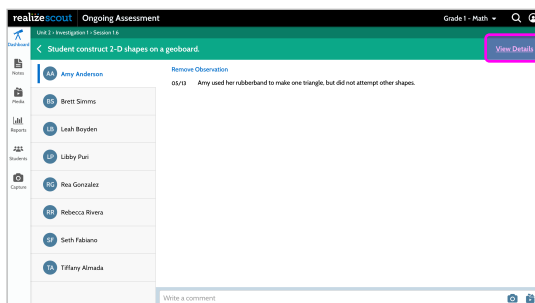 realizescout Ongoing Assessment Grade 1 - Math
Unit 2 › Investigation 1 › Session 1.6
Student construct 2-D shapes on a geoboard. View Details
Dashboard
Notes
Media
Reports
Students
Capture
AA Amy Anderson
BS Brett Simms
LB Leah Boyden
LP Libby Puri
RG Rea Gonzalez
RR Rebecca Rivera
SF Seth Fabiano
TA Tiffany Almada
Remove Observation
05/13 Amy used her rubberband to make one triangle, but did not attempt other shapes.
Write a comment